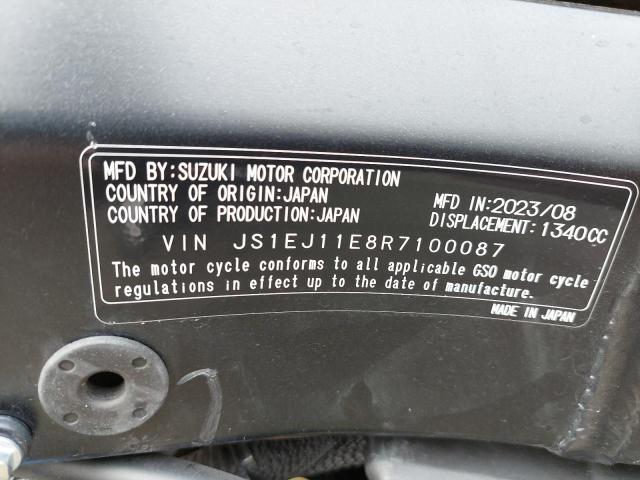 MFD BY:SUZUKI MOTOR CORPORATION
COUNTRY OF ORIGIN:JAPAN MFD IN:2023/08
COUNTRY OF PRODUCTION:JAPAN DISPLACEMENT:1340CC
VIN JS1EJ11E8R7100087
The motor cycle conforms to all applicable GSO motor cycle
regulations in effect up to the date of manufacture.
MADE IN JAPAN